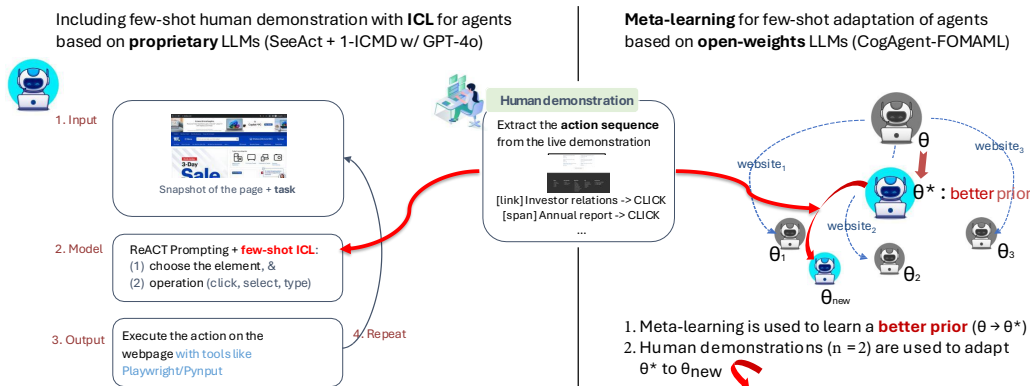 Including few-shot human demonstration with ICL for agents
based on proprietary LLMs (SeeAct + 1-ICMD w/ GPT-4o)
1. Input
3-Day
Sale
Snapshot of the page + task
2. Model
ReACT Prompting + few-shot ICL:
(1) choose the element, &
(2) operation (click, select, type)
3. Output
Execute the action on the
webpage with tools like
Playwright/Pynput
4. Repeat
Human demonstration
Extract the action sequence
from the live demonstration
[link] Investor relations -> CLICK
[span] Annual report -> CLICK
...
Meta-learning for few-shot adaptation of agents
based on open-weights LLMs (CogAgent-FOMAML)
θ
website1
website3
θ* : better prior
website2
θ1
θ2
θ3
θnew
1. Meta-learning is used to learn a better prior (θ → θ*)
2. Human demonstrations (n = 2) are used to adapt
θ* to θnew